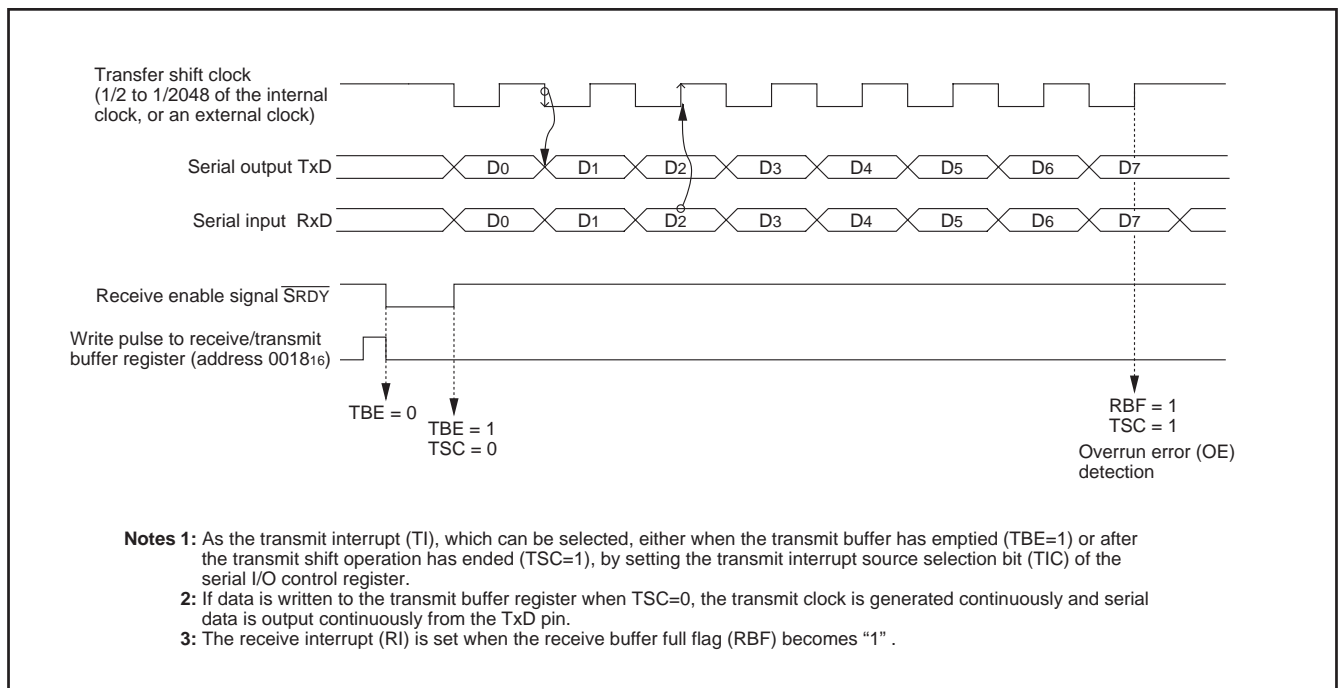 Transfer shift clock
(1/2 to 1/2048 of the internal
clock, or an external clock)
Serial output TxD
D0 D1 D2 D3 D4 D5 D6 D7
Serial input RxD
D0 D1 D2 D3 D4 D5 D6 D7
Receive enable signal SRDY
Write pulse to receive/transmit
buffer register (address 001816)
TBE = 0
TBE = 1
TSC = 0
RBF = 1
TSC = 1
Overrun error (OE)
detection
Notes 1: As the transmit interrupt (TI), which can be selected, either when the transmit buffer has emptied (TBE=1) or after
the transmit shift operation has ended (TSC=1), by setting the transmit interrupt source selection bit (TIC) of the
serial I/O control register.
2: If data is written to the transmit buffer register when TSC=0, the transmit clock is generated continuously and serial
data is output continuously from the TxD pin.
3: The receive interrupt (RI) is set when the receive buffer full flag (RBF) becomes “1” .